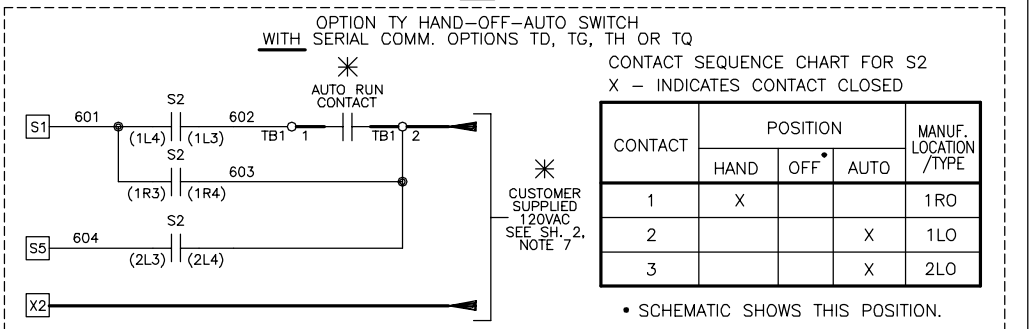 OPTION TY HAND-OFF-AUTO SWITCH
WITH SERIAL COMM. OPTIONS TD, TG, TH OR TQ
AUTO RUN
CONTACT
S1
601
S2
(1L4) (1L3)
602
TB1 1
TB1 2
S2
(1R3) (1R4)
603
S5
604
S2
(2L3) (2L4)
X2
CUSTOMER
SUPPLIED
120VAC
SEE SH. 2,
NOTE 7
CONTACT SEQUENCE CHART FOR S2
X – INDICATES CONTACT CLOSED
CONTACT POSITION MANUF. LOCATION /TYPE
HAND OFF• AUTO
1 X 1RO
2 X 1LO
3 X 2LO
• SCHEMATIC SHOWS THIS POSITION.